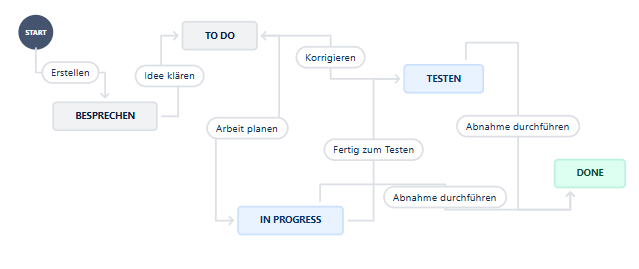 START
TO DO
Korrigieren
Erstellen
Idee klären
TESTEN
BESPRECHEN
Arbeit planen
Abnahme durchführen
Fertig zum Testen
DONE
Abnahme durchführen
IN PROGRESS